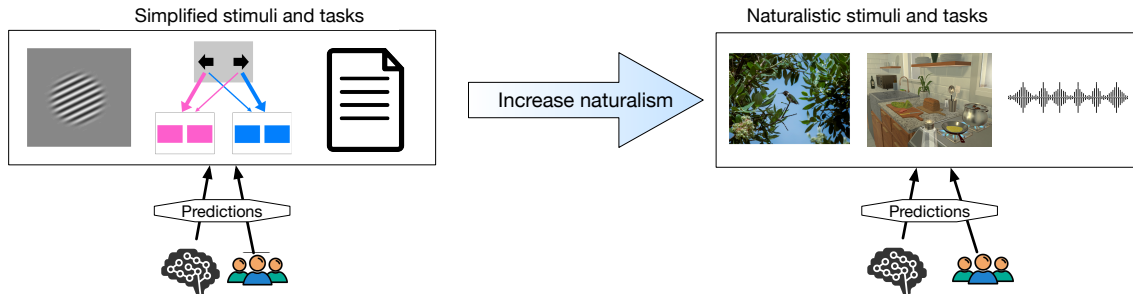 Simplified stimuli and tasks
Naturalistic stimuli and tasks
Increase naturalism
Predictions
Predictions